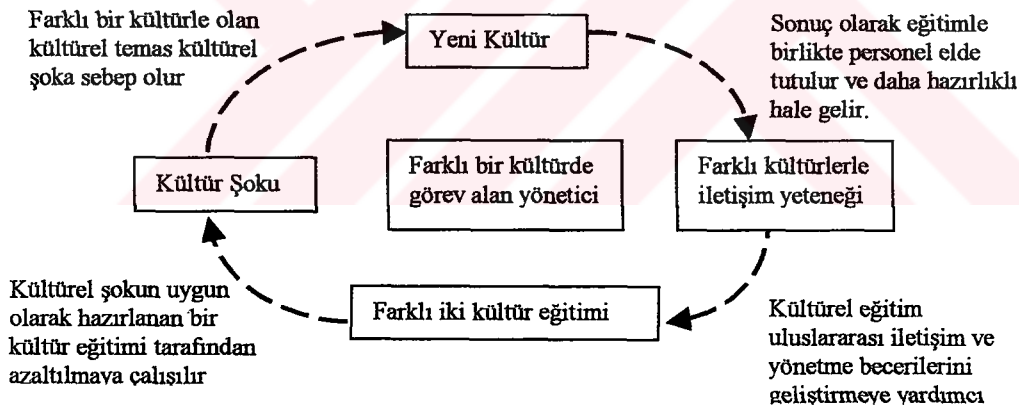 Farklı bir kültürle olan
kültürel temas kültürel
şoka sebep olur
Yeni Kültür
Sonuç olarak eğitimle
birlikte personel elde
tutulur ve daha hazırlıklı
hale gelir.
Kültür Şoku
Farklı bir kültürde
görev alan yönetici
Farklı kültürlerle
iletişim yeteneği
Kültürel şokun uygun
olarak hazırlanan bir
kültür eğitimi tarafından
azaltılmaya çalışılır
Farklı iki kültür eğitimi
Kültürel eğitim
uluslararası iletişim ve
yönetme becerilerini
geliştirmeye yardımcı